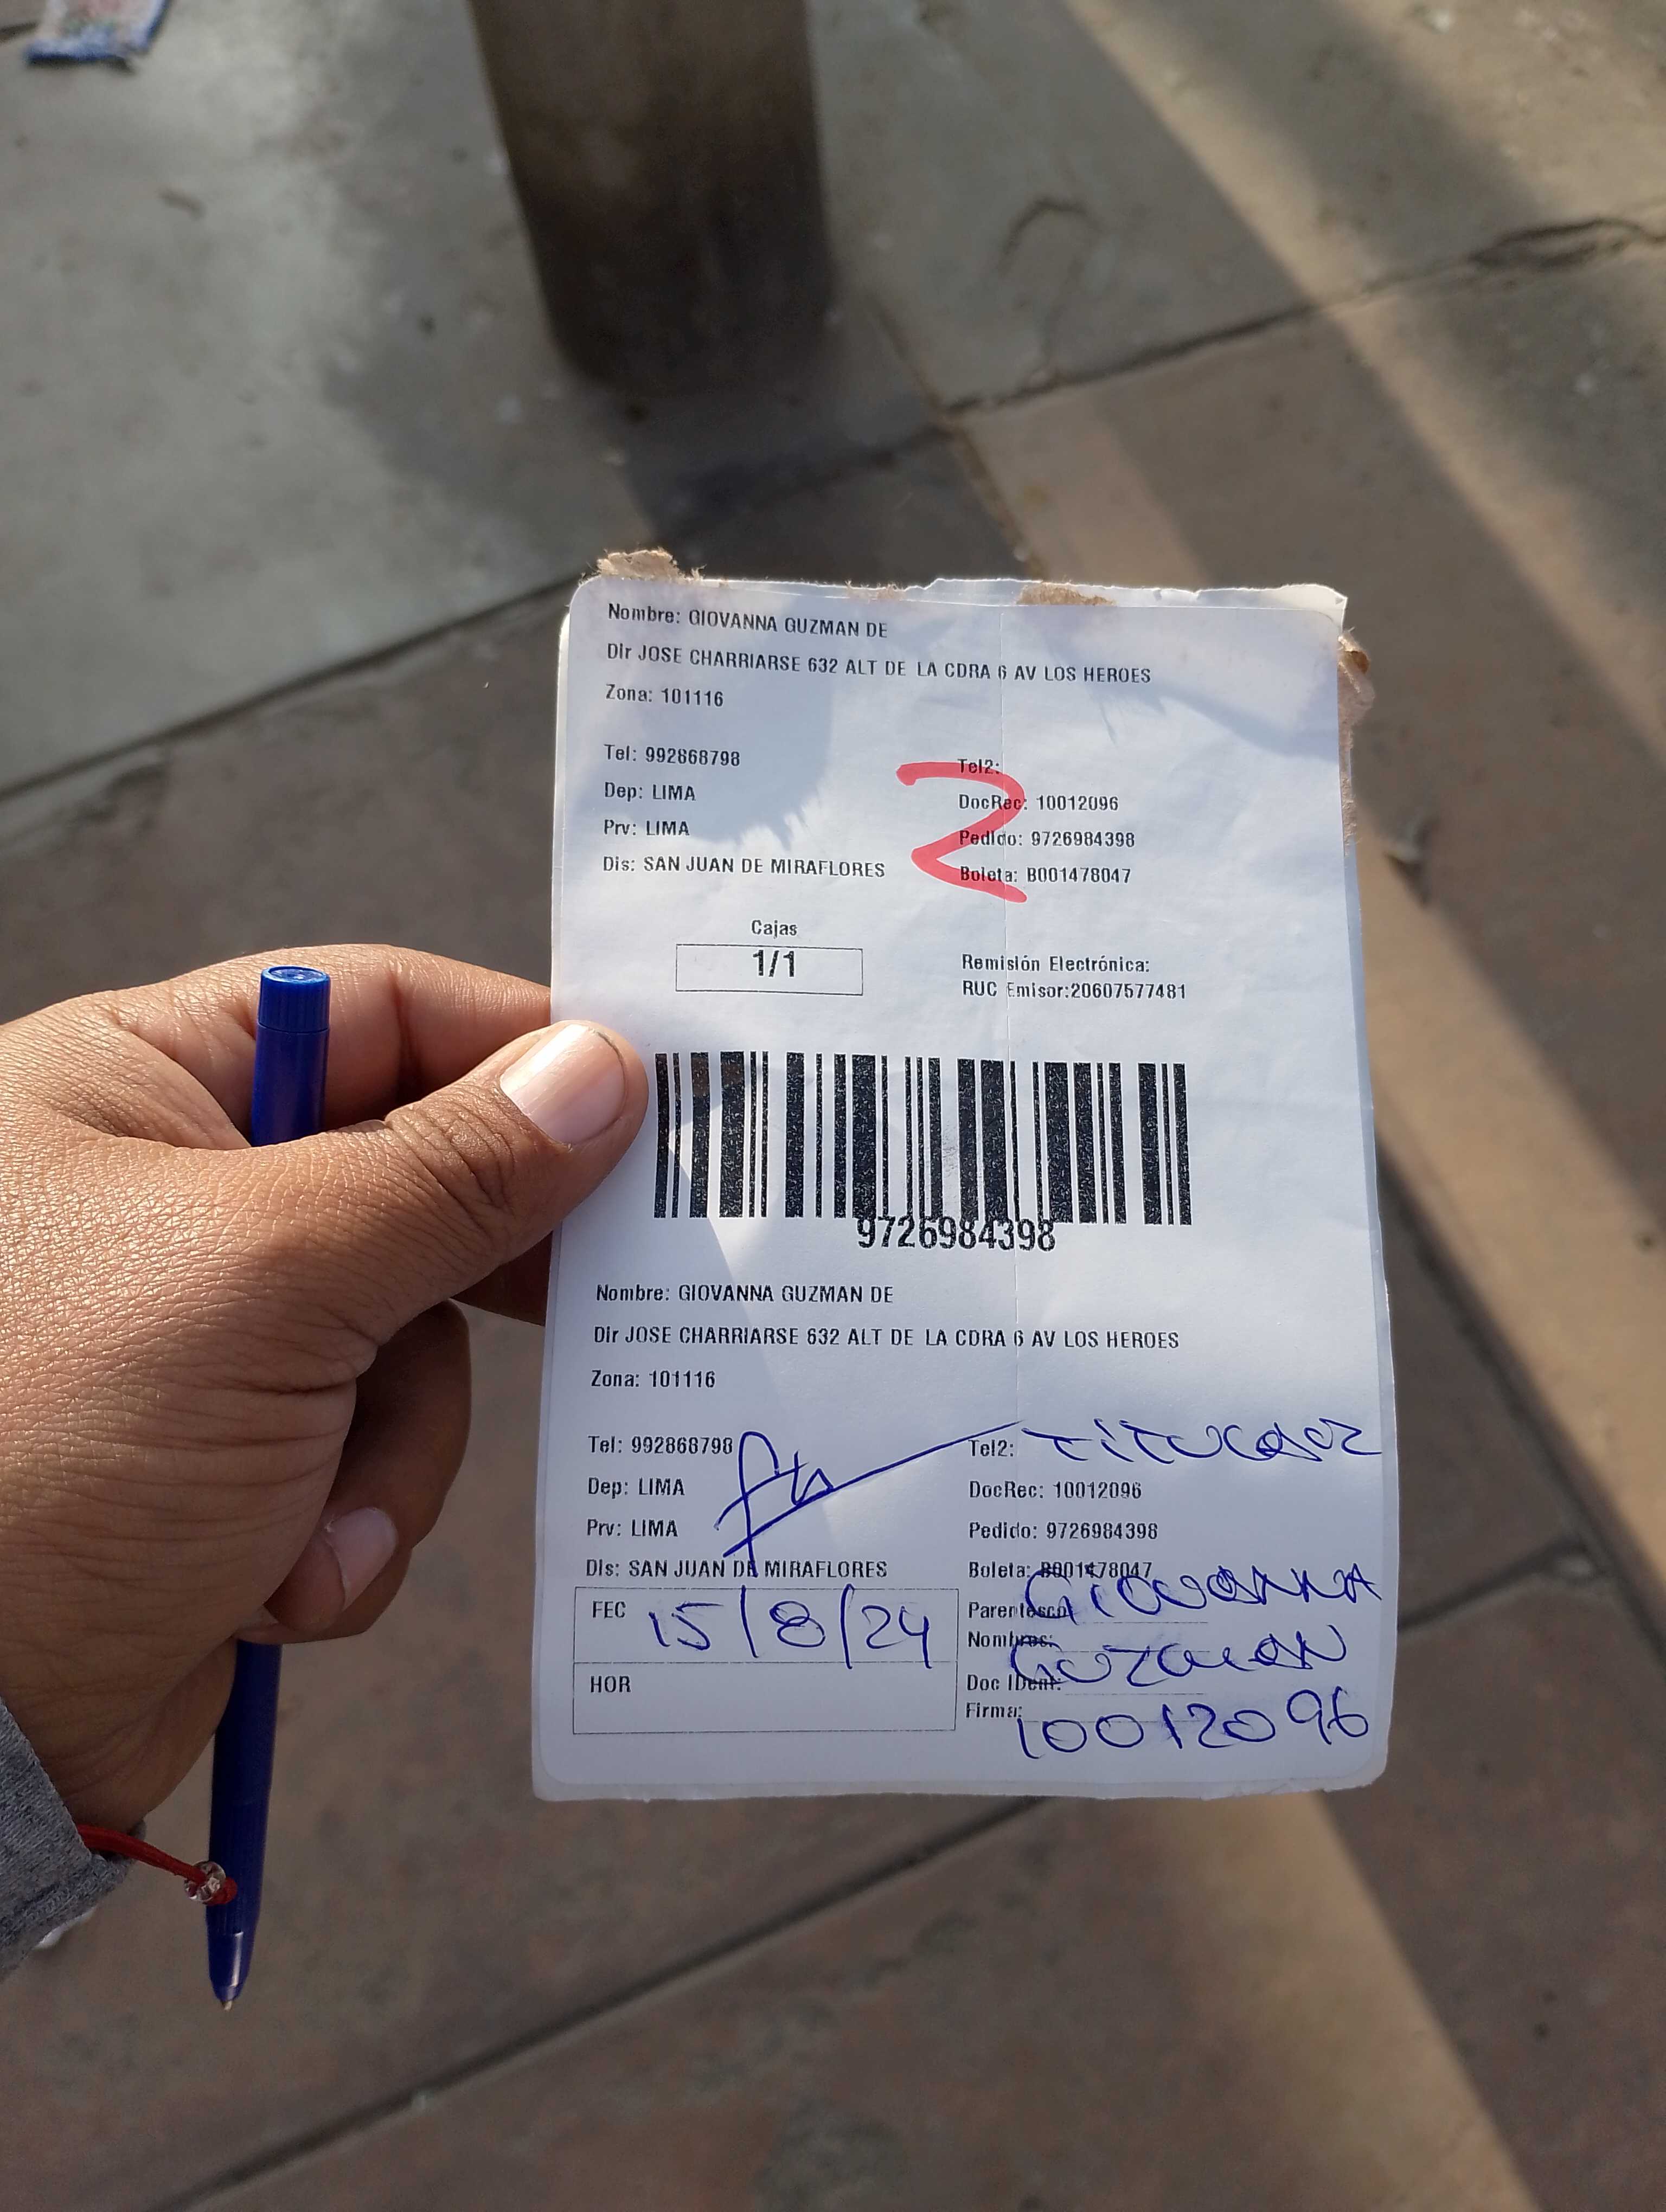 Nombre: GIOVANNA GUZMAN DE
Dir JOSE CHARRIARSE 632 ALT DE LA CDRA 6 AV LOS HEROES
Zona: 101116
Tel: 992868798
Tel2:
Dep: LIMA
DocRec: 10012096
Prv: LIMA
Pedido: 9726984398
Dis: SAN JUAN DE MIRAFLORES
Boleta: B001478047
2
Cajas
1/1
Remisión Electrónica:
RUC Emisor:20607577481
9726984398
Nombre: GIOVANNA GUZMAN DE
Dir JOSE CHARRIARSE 632 ALT DE LA CDRA 6 AV LOS HEROES
Zona: 101116
Tel: 992868798
Tel2: TITULAR
Dep: LIMA
DocRec: 10012096
Prv: LIMA
Pedido: 9726984398
Dis: SAN JUAN DE MIRAFLORES
Boleta: B001478047
FEC 15/8/24
Parentesco: GIOVANNA
Nombres: GUZMAN
HOR
Doc IDent:
Firma: 10012096